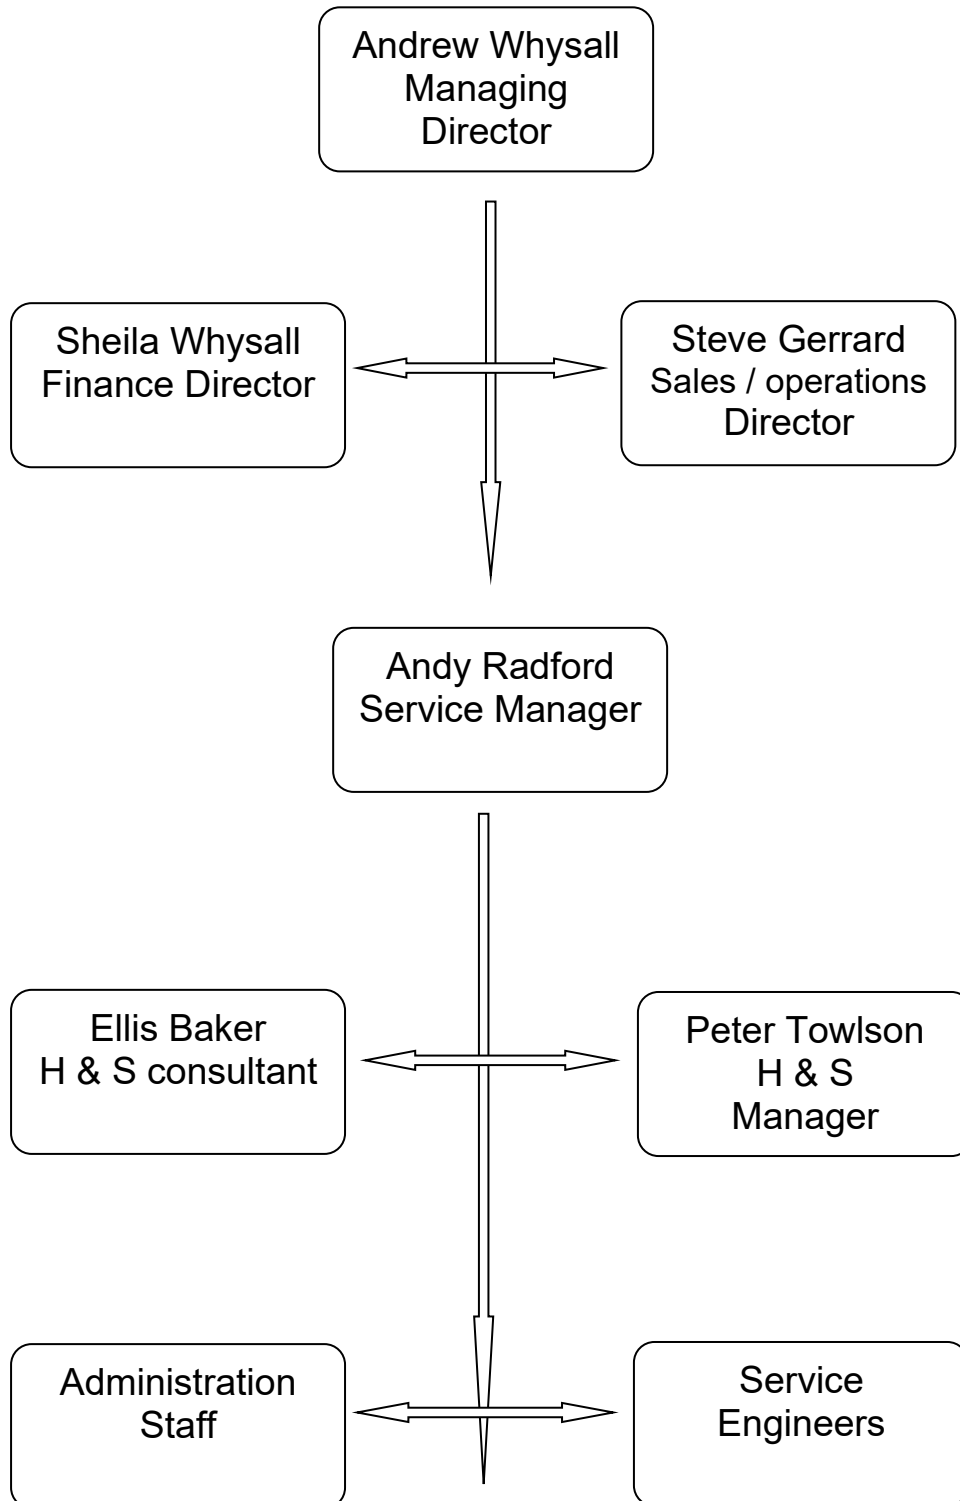 Andrew Whysall
Managing
Director
Sheila Whysall
Finance Director
Steve Gerrard
Sales / operations
Director
Andy Radford
Service Manager
Ellis Baker
H & S consultant
Peter Towlson
H & S
Manager
Administration
Staff
Service
Engineers